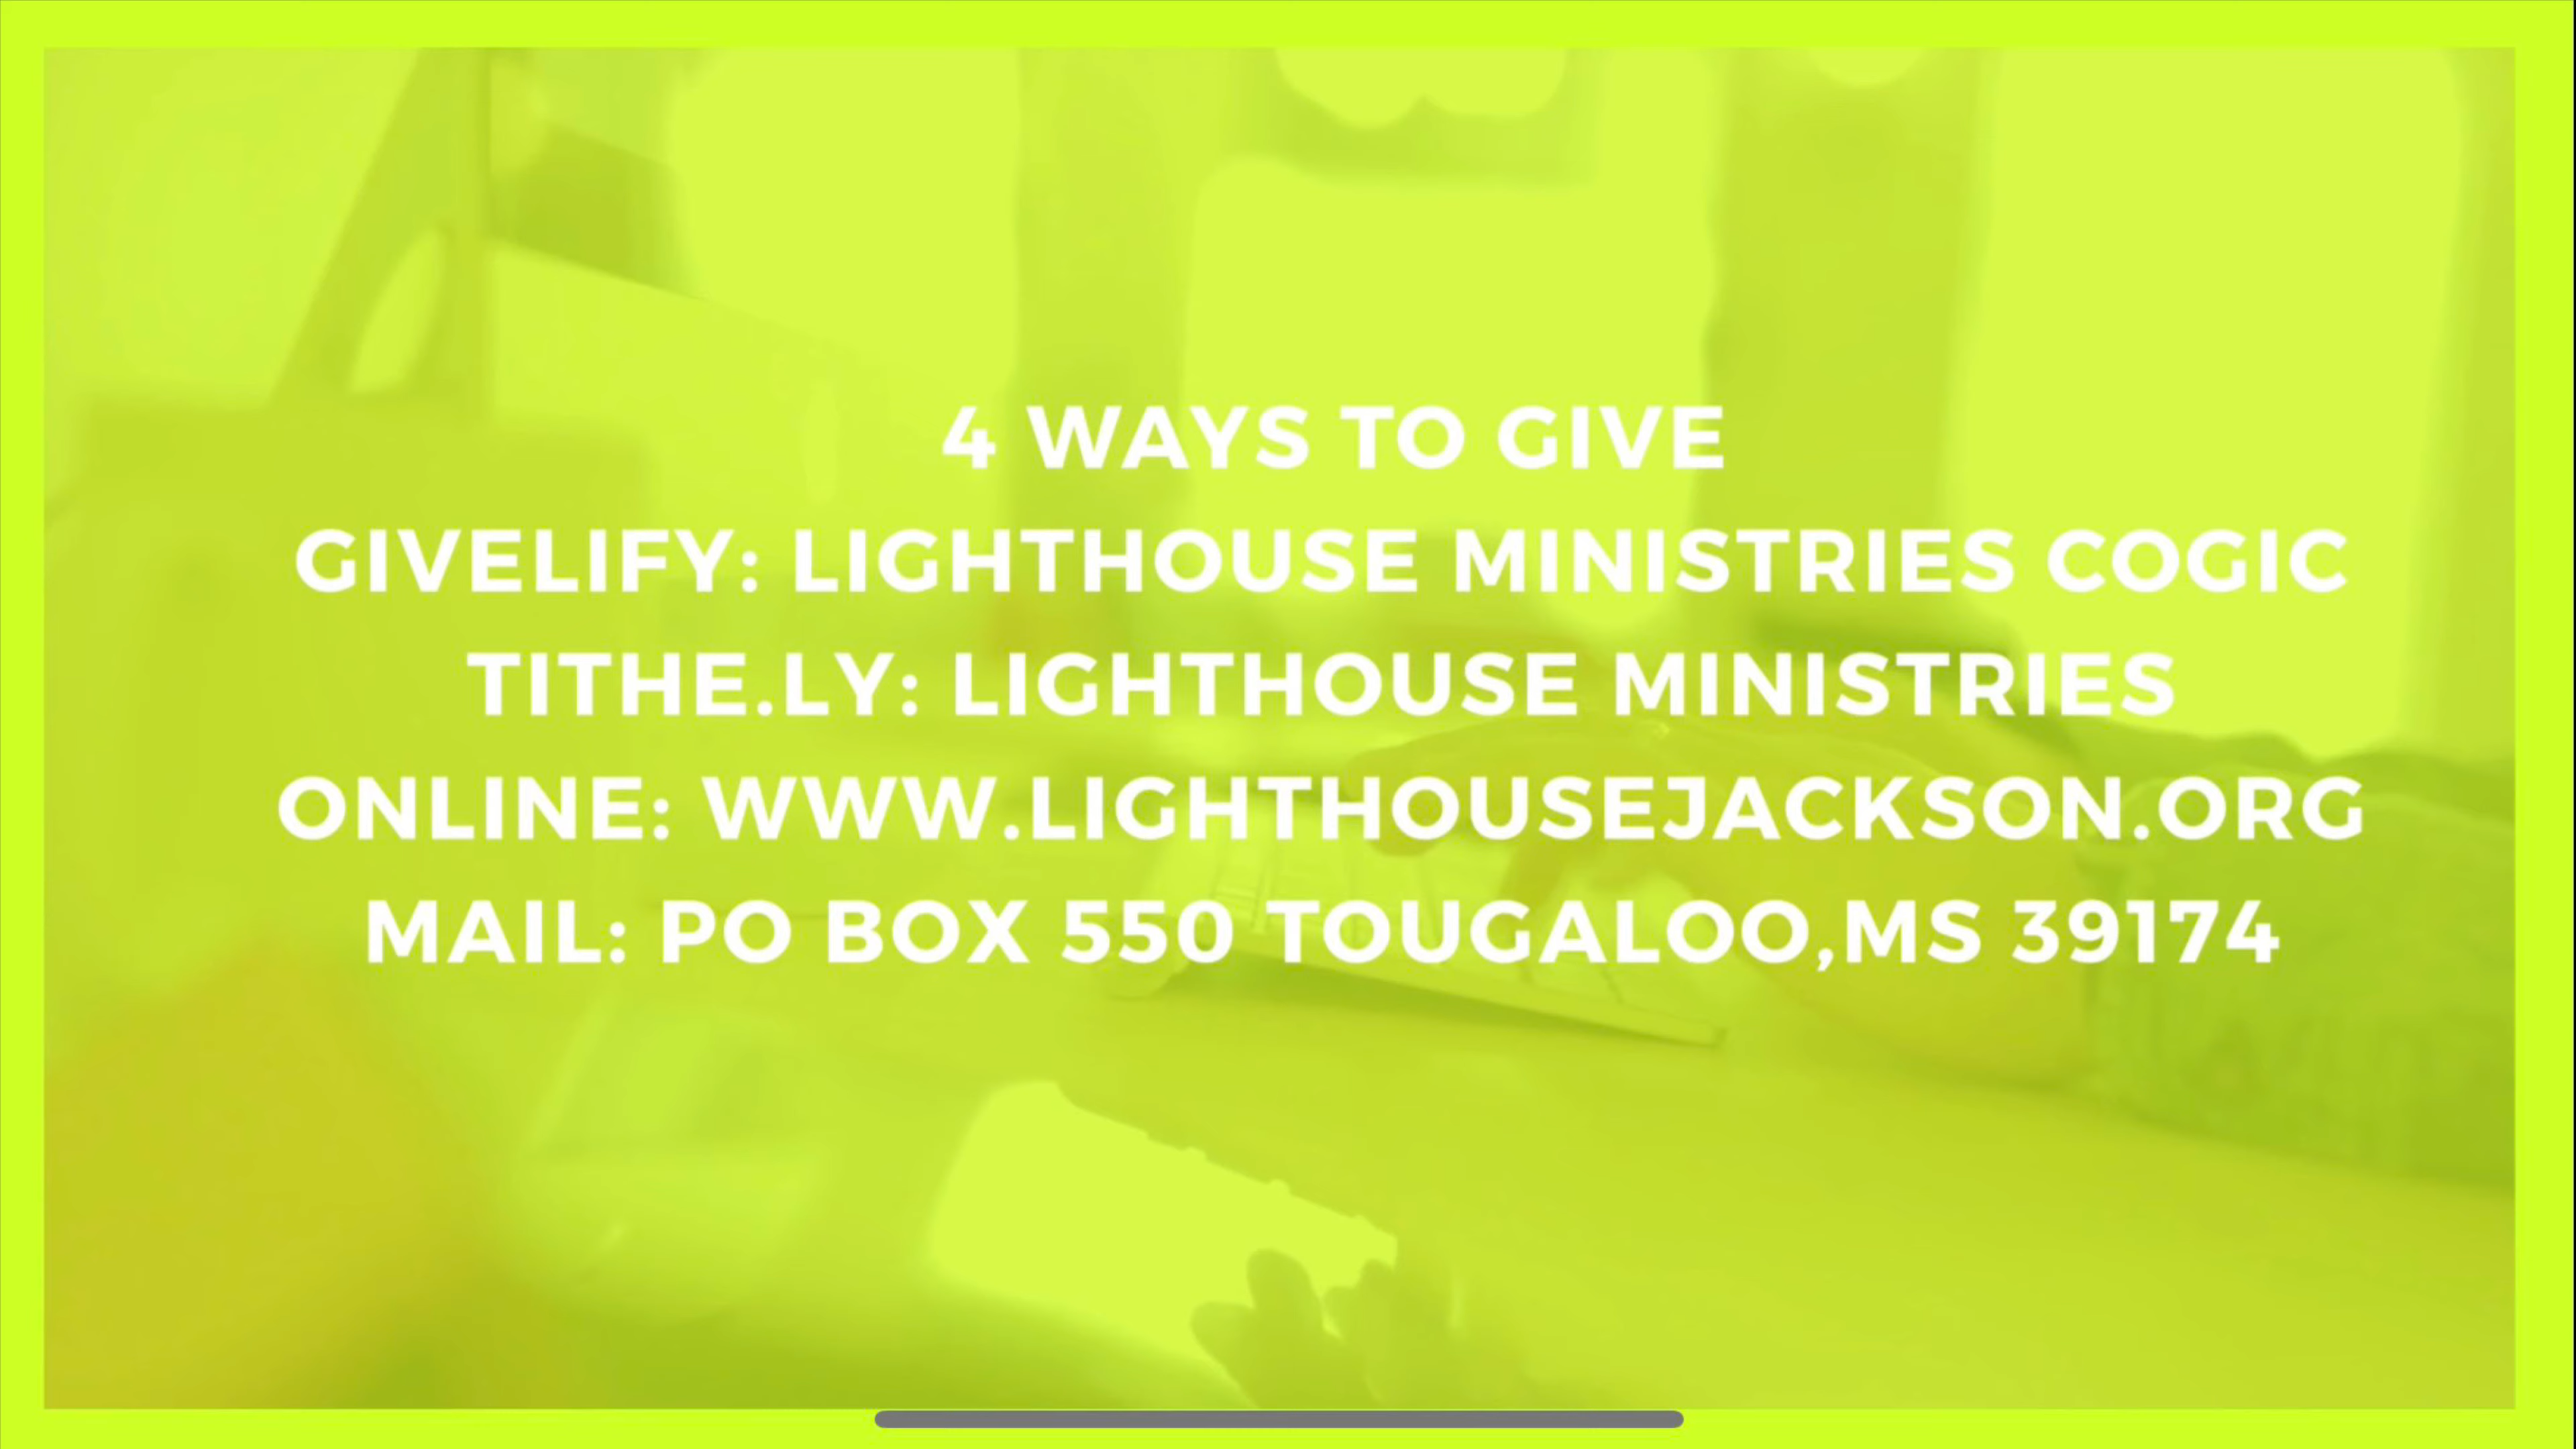 4 WAYS TO GIVE
GIVELIFY: LIGHTHOUSE MINISTRIES COGIC
TITHE.LY: LIGHTHOUSE MINISTRIES
ONLINE: WWW.LIGHTHOUSEJACKSON.ORG
MAIL: PO BOX 550 TOUGALOO,MS 39174